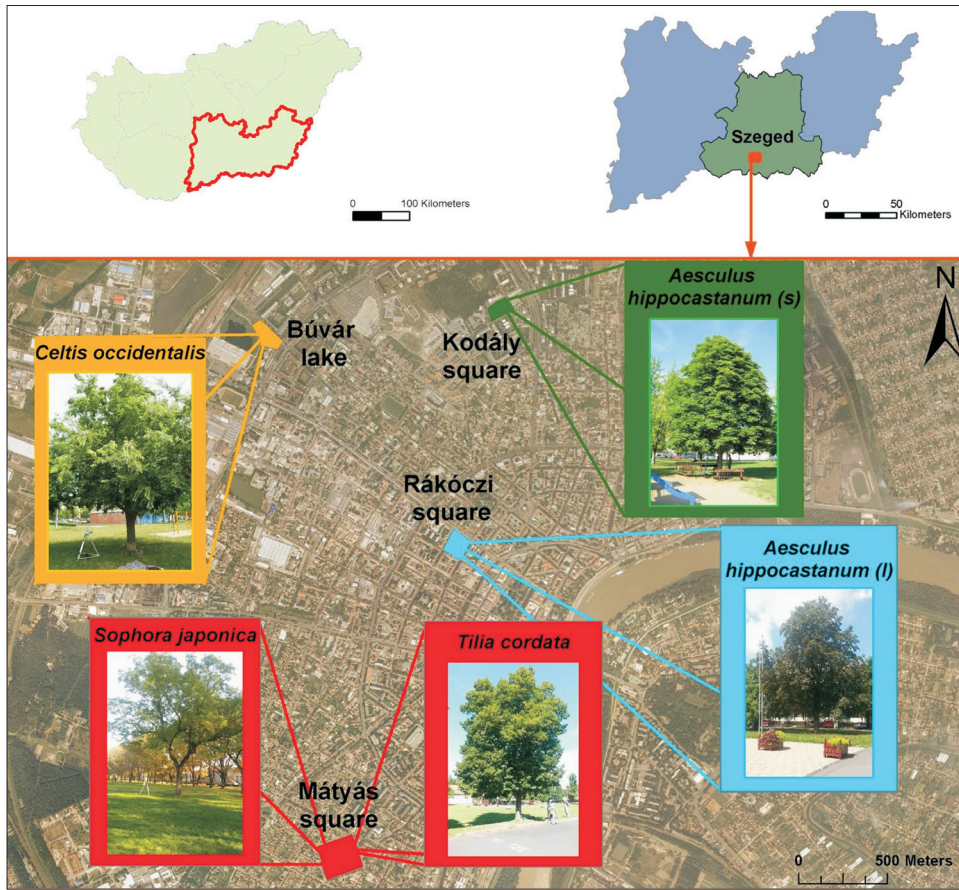 0 100 Kilometers
Szeged
0 50
Kilometers
Aesculus
hippocastanum (s)
N
Búvár
lake
Kodály
square
Celtis occidentalis
Rákóczi
square
Aesculus
hippocastanum (l)
Sophora japonica
Tilia cordata
Mátyás
square
0 500 Meters